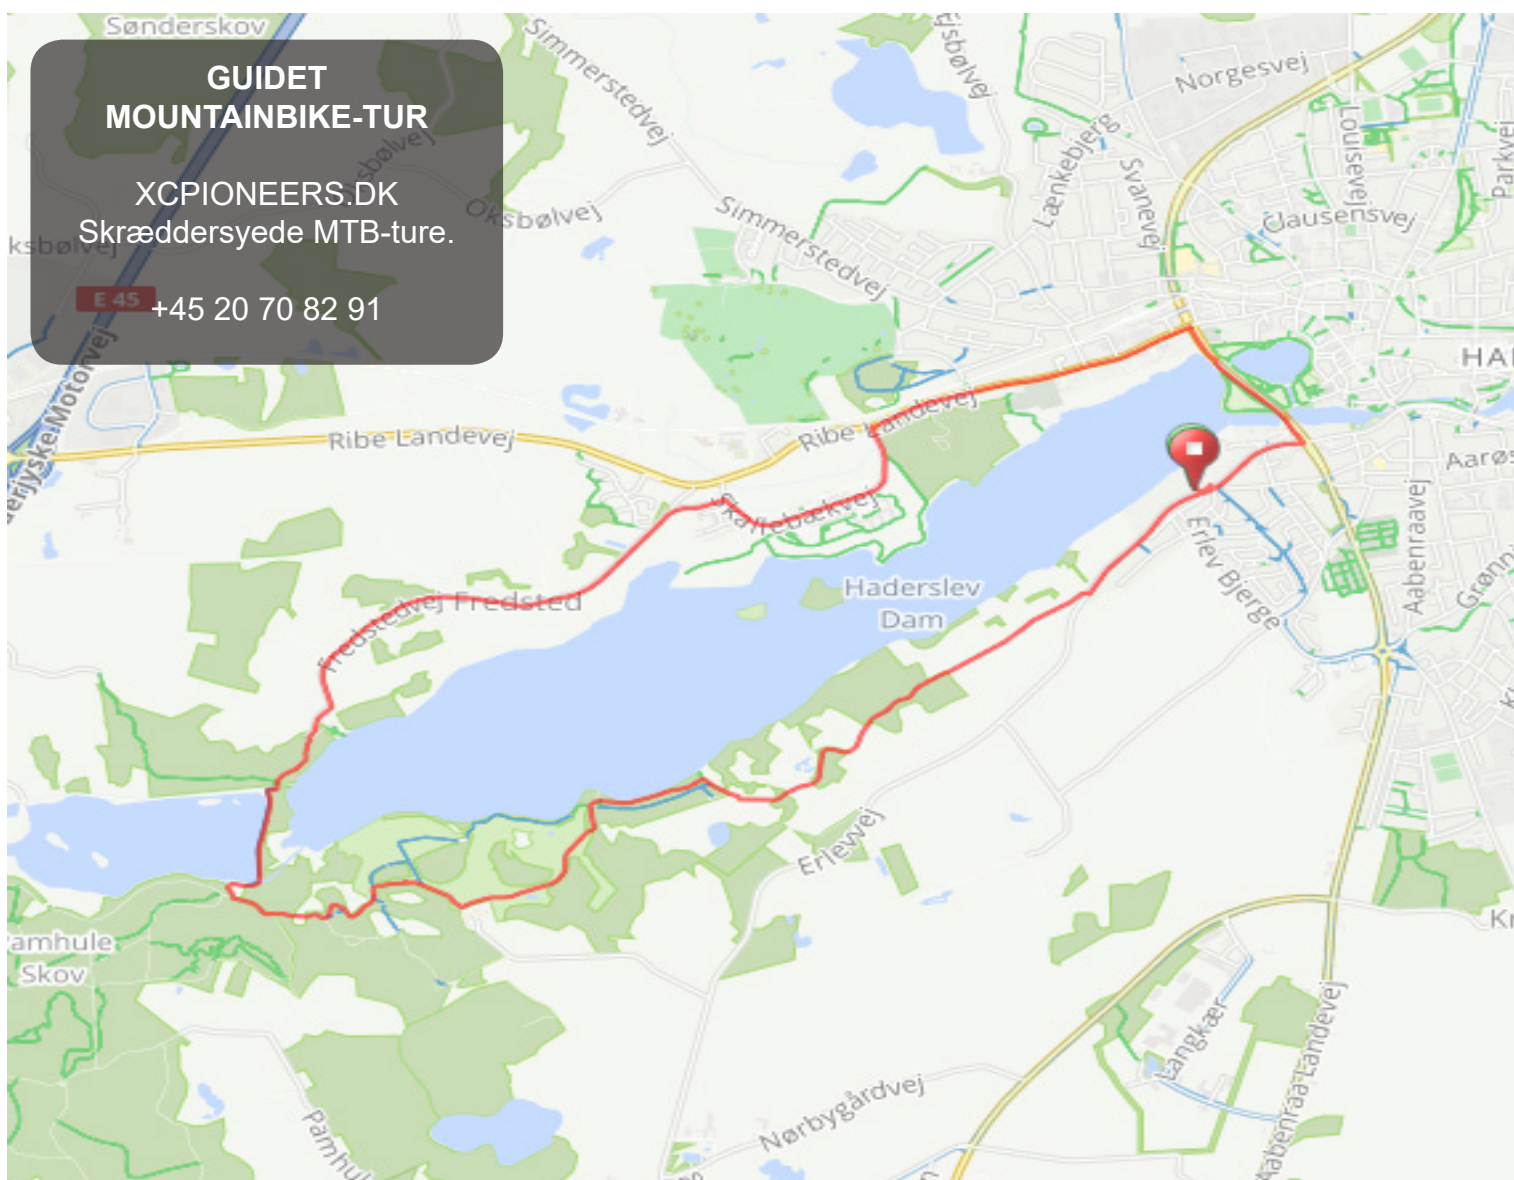 Sønderskov
GUIDET
MOUNTAINBIKE-TUR
XCPIONEERS.DK
Skræddersyede MTB-ture.
+45 20 70 82 91
E 45
Oksbølvej
Simmerstedvej
Simmerstedvej
Norgesvej
Lænkebjerg
Svanevej
Louisevej
Parkvej
Clausensvej
Ribe Landevej
Ribe Landevej
Skallebækvej
Fredstedvej
Fredsted
Haderslev
Dam
Erlev Bjerge
Aabenraavej
Erlevvej
Skov
Langkær
Nørbygårdvej
Aabenraa Landevej